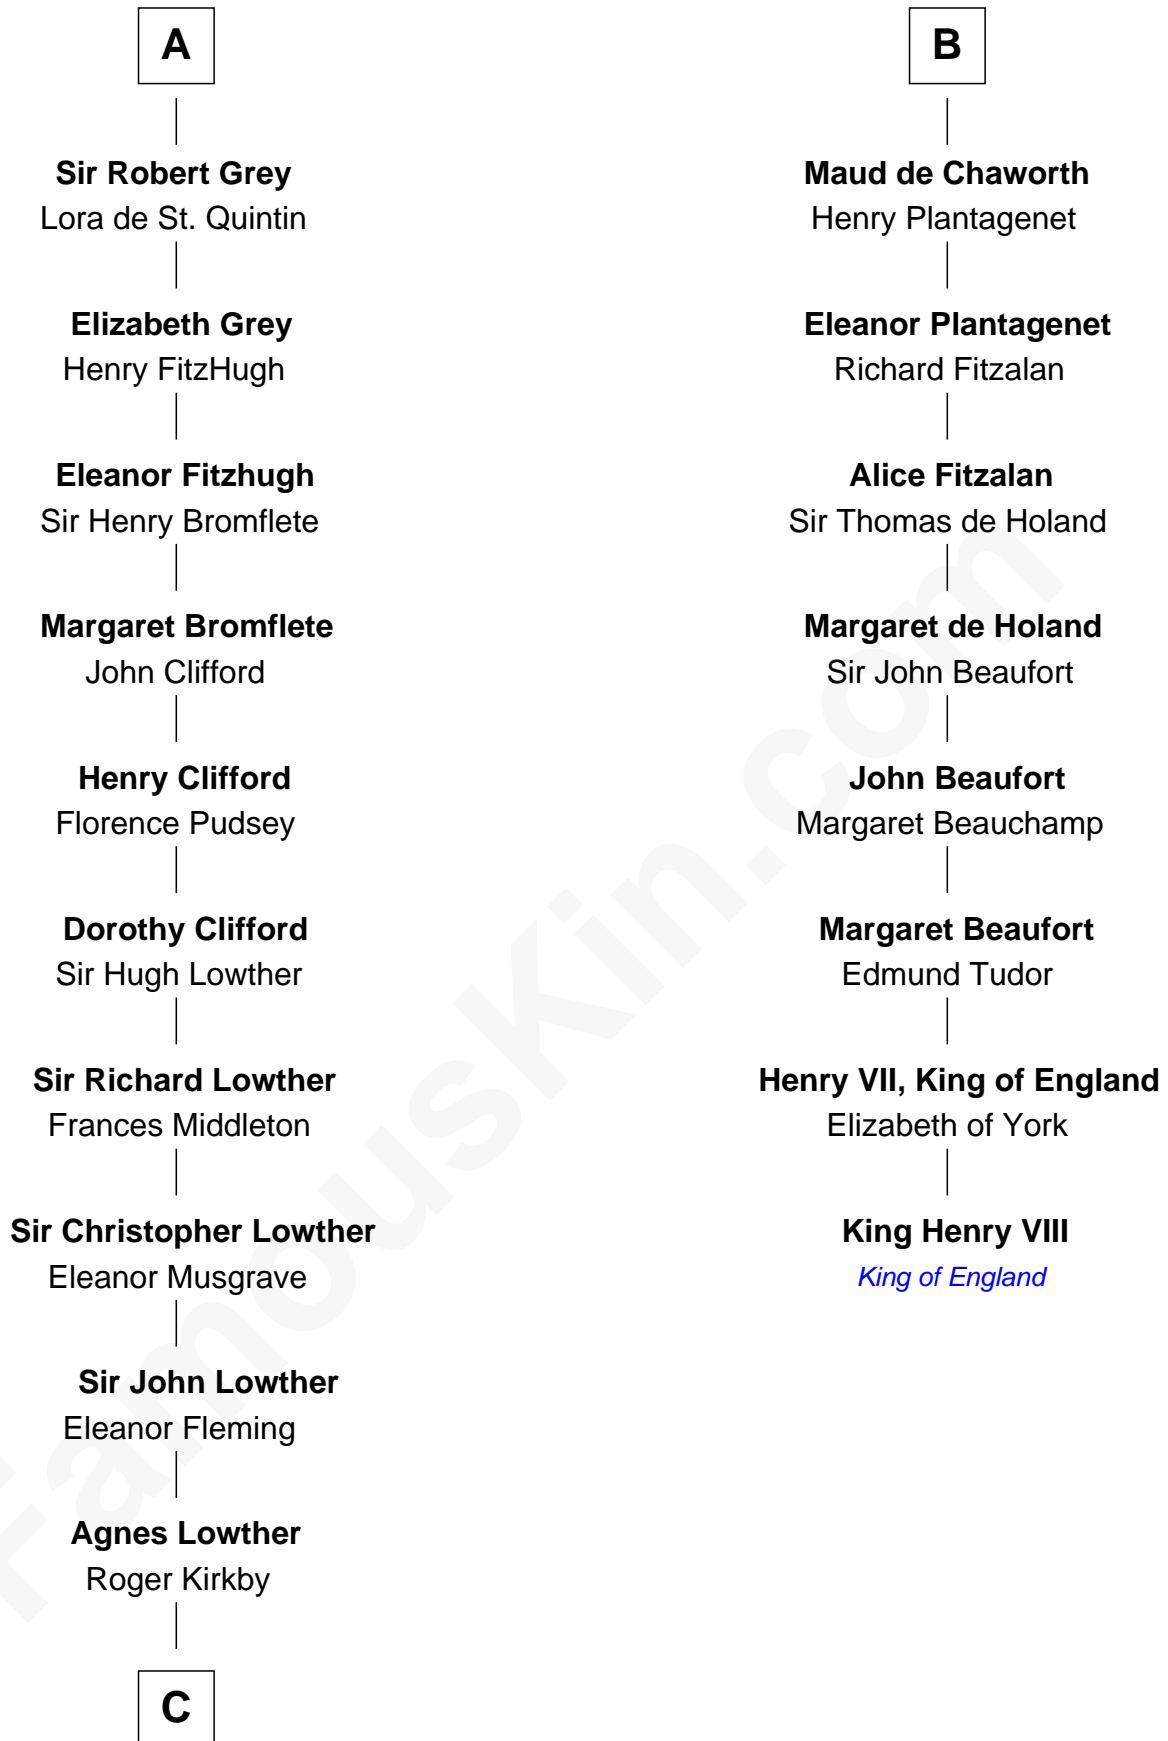 A
Sir Robert Grey
Lora de St. Quintin
Elizabeth Grey
Henry FitzHugh
Eleanor Fitzhugh
Sir Henry Bromflete
Margaret Bromflete
John Clifford
Henry Clifford
Florence Pudsey
Dorothy Clifford
Sir Hugh Lowther
Sir Richard Lowther
Frances Middleton
Sir Christopher Lowther
Eleanor Musgrave
Sir John Lowther
Eleanor Fleming
Agnes Lowther
Roger Kirkby
C
B
Maud de Chaworth
Henry Plantagenet
Eleanor Plantagenet
Richard Fitzalan
Alice Fitzalan
Sir Thomas de Holand
Margaret de Holand
Sir John Beaufort
John Beaufort
Margaret Beauchamp
Margaret Beaufort
Edmund Tudor
Henry VII, King of England
Elizabeth of York
King Henry VIII
King of England
FamousKin.com